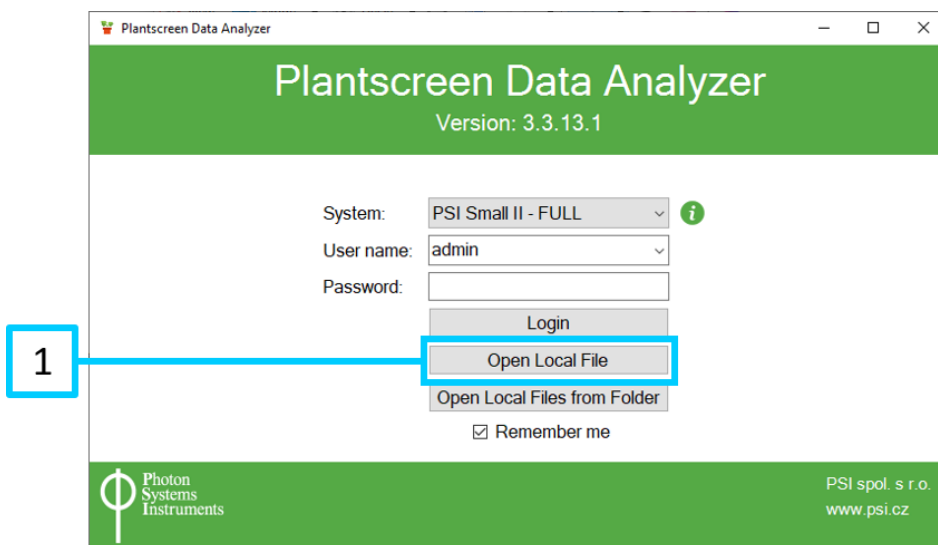 Plantscreen Data Analyzer
Plantscreen Data Analyzer
Version: 3.3.13.1
System: PSI Small II - FULL
User name: admin
Password:
Login
1
Open Local File
Open Local Files from Folder
Remember me
Photon
Systems
Instruments
PSI spol. s r.o.
www.psi.cz